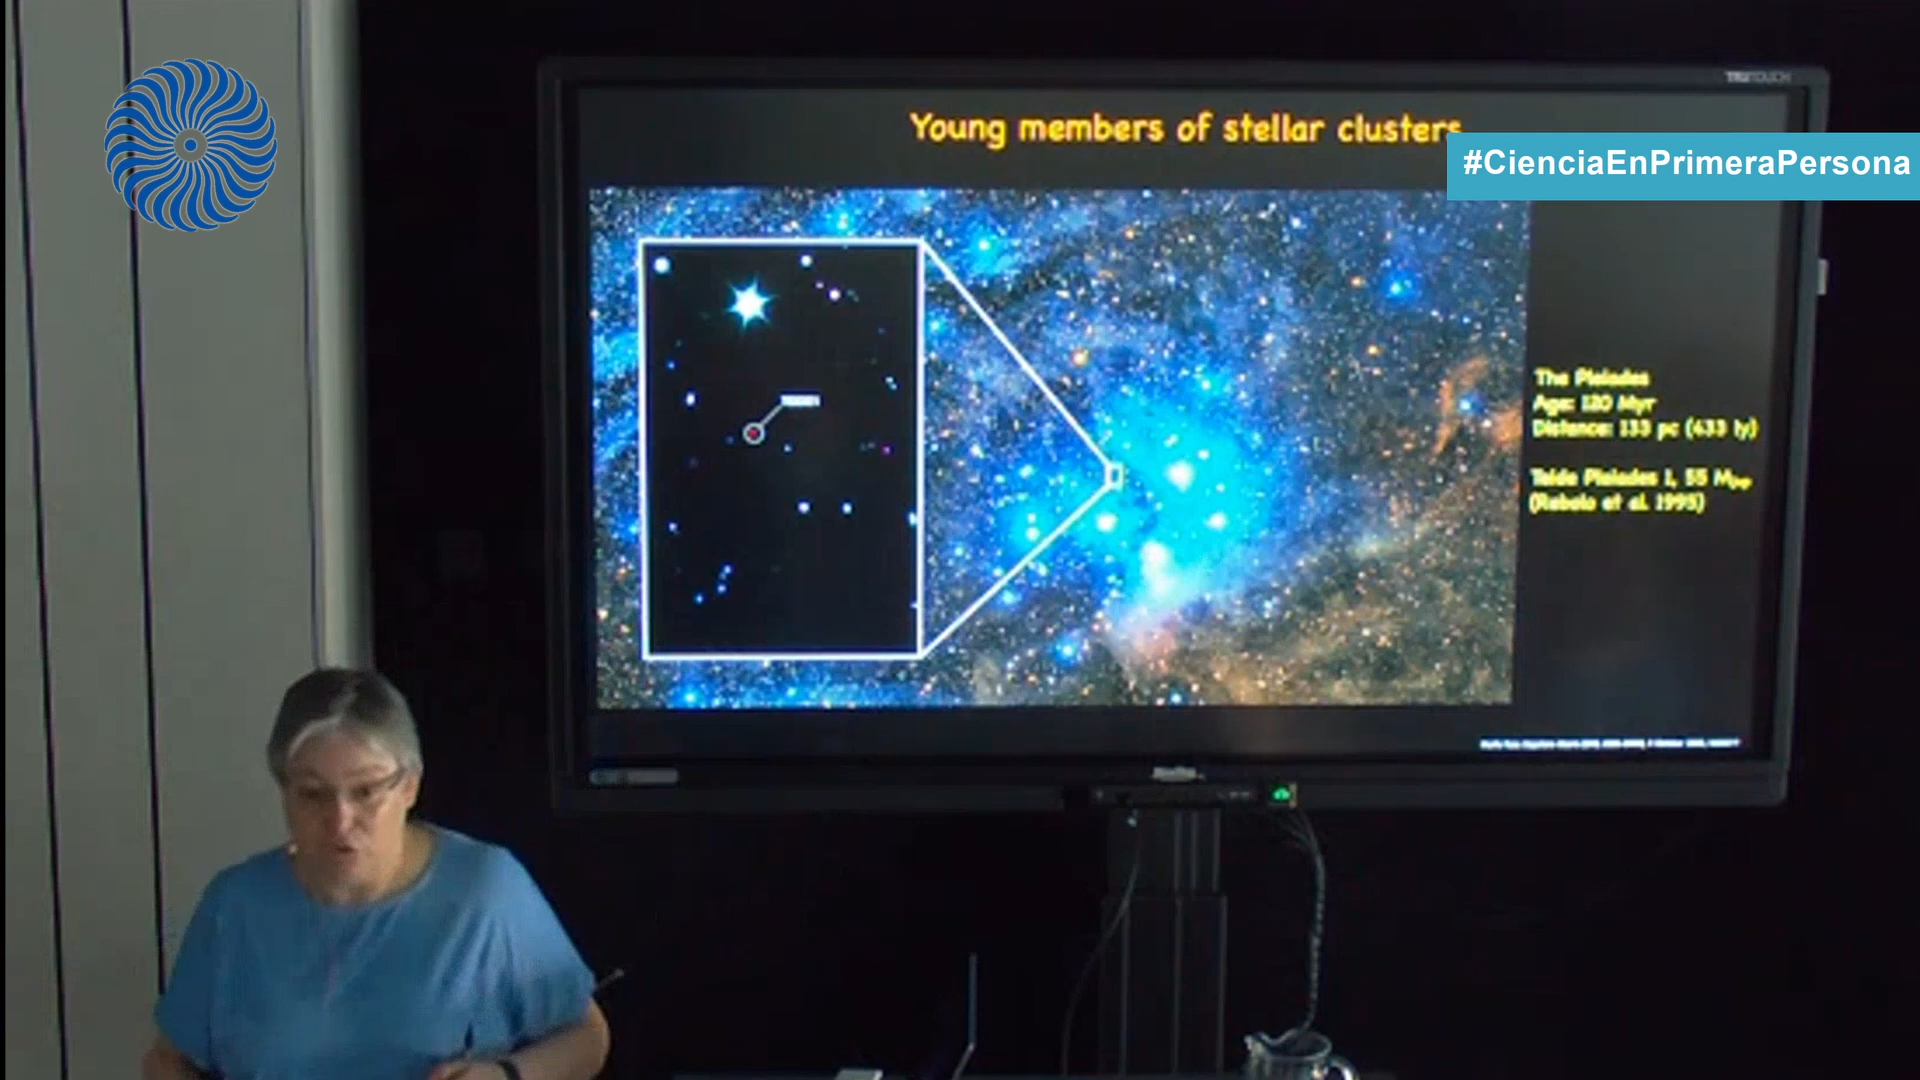 TRUTOUCH
Young members of stellar clusters
#CienciaEnPrimeraPersona
The Pleiades
Age: 120 Myr
Distance: 133 pc (433 ly)
Teide Pleiades 1, 55 MJup
(Rebolo et al. 1995)